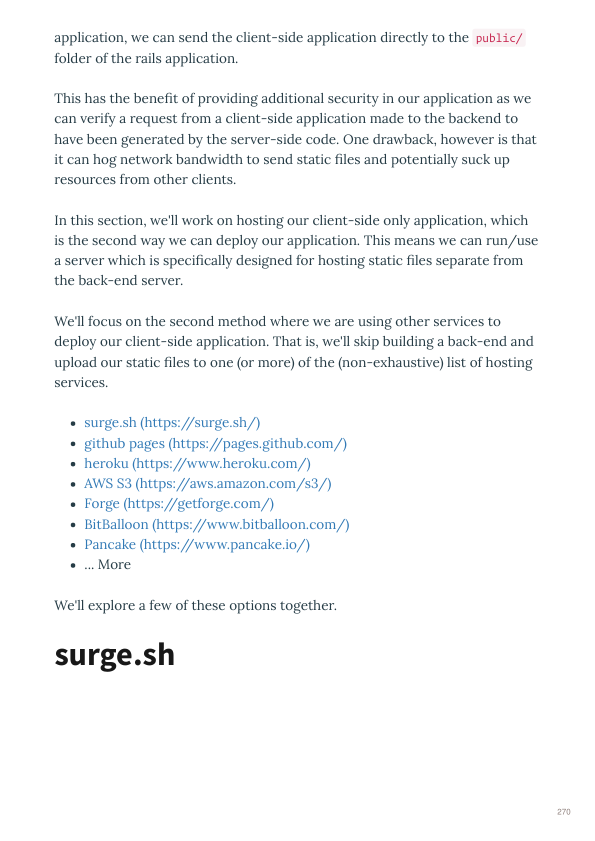 application, we can send the client-side application directly to the public/
folder of the rails application.
This has the benefit of providing additional security in our application as we
can verify a request from a client-side application made to the backend to
have been generated by the server-side code. One drawback, however is that
it can hog network bandwidth to send static files and potentially suck up
resources from other clients.
In this section, we'll work on hosting our client-side only application, which
is the second way we can deploy our application. This means we can run/use
a server which is specifically designed for hosting static files separate from
the back-end server.
We'll focus on the second method where we are using other services to
deploy our client-side application. That is, we'll skip building a back-end and
upload our static files to one (or more) of the (non-exhaustive) list of hosting
services.
• surge.sh (https://surge.sh/)
• github pages (https://pages.github.com/)
• heroku (https://www.heroku.com/)
• AWS S3 (https://aws.amazon.com/s3/)
• Forge (https://getforge.com/)
• BitBalloon (https://www.bitballoon.com/)
• Pancake (https://www.pancake.io/)
• ... More
We'll explore a few of these options together.
surge.sh
270